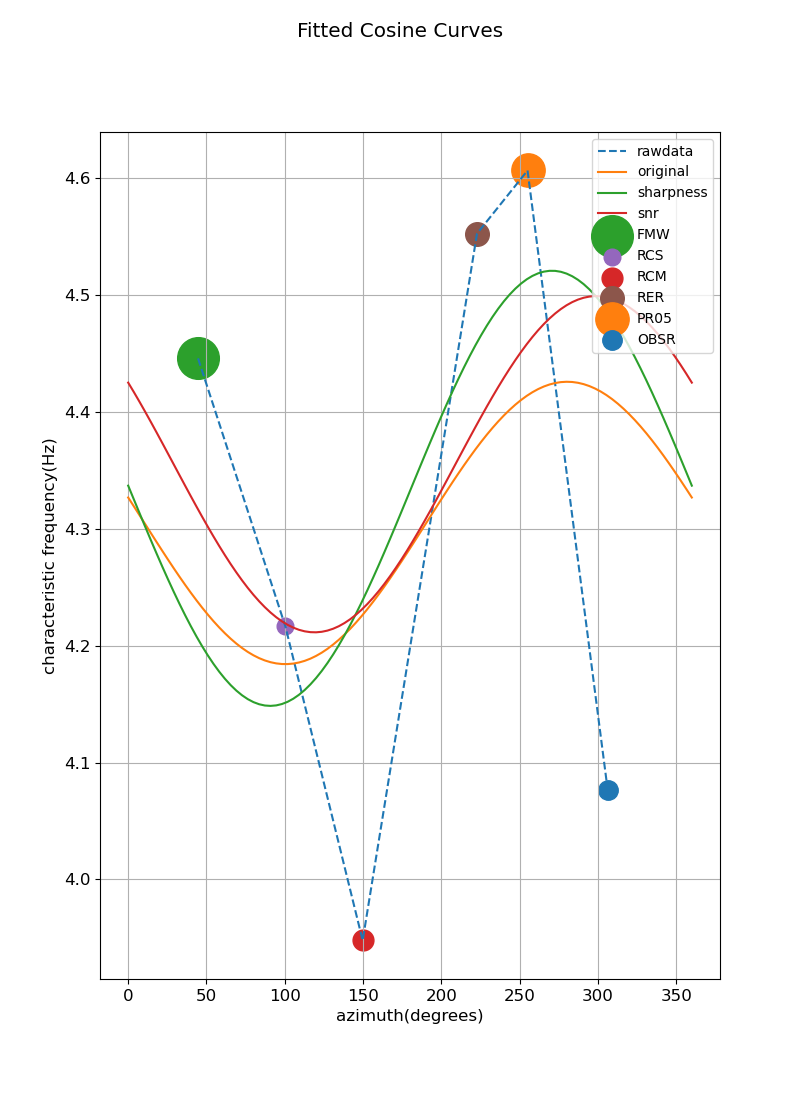 Fitted Cosine Curves
rawdata
original
sharpness
snr
FMW
RCS
RCM
RER
PR05
OBSR
characteristic frequency(Hz)
4.6
4.5
4.4
4.3
4.2
4.1
4.0
0 50 100 150 200 250 300 350
azimuth(degrees)